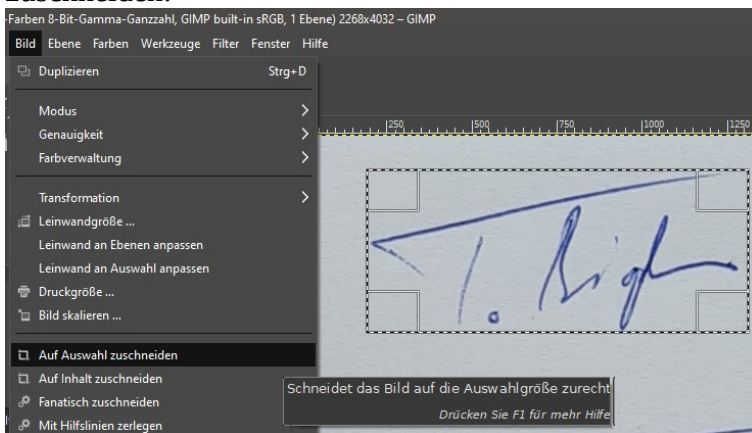 zuschneiden.
-Farben 8-Bit-Gamma-Ganzzahl, GIMP built-in sRGB, 1 Ebene) 2268x4032 – GIMP
Bild Ebene Farben Werkzeuge Filter Fenster Hilfe
Duplizieren Strg+D
Modus
Genauigkeit
Farbverwaltung
250 500 750 1000 1250
Transformation
Leinwandgröße ...
Leinwand an Ebenen anpassen
Leinwand an Auswahl anpassen
Druckgröße ...
Bild skalieren ...
T.
Auf Auswahl zuschneiden
Auf Inhalt zuschneiden
Schneidet das Bild auf die Auswahlgröße zurecht
Fanatisch zuschneiden
Drücken Sie F1 für mehr Hilfe
Mit Hilfslinien zerlegen